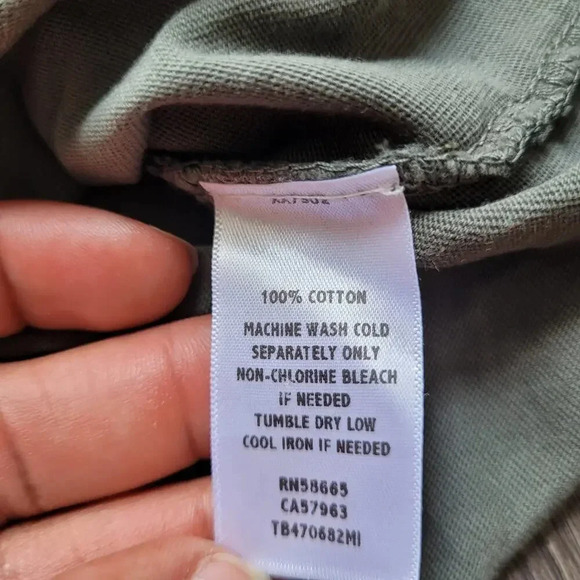 100% COTTON
MACHINE WASH COLD
SEPARATELY ONLY
NON-CHLORINE BLEACH
IF NEEDED
TUMBLE DRY LOW
COOL IRON IF NEEDED
RN58665
CA57963
TB470682MI